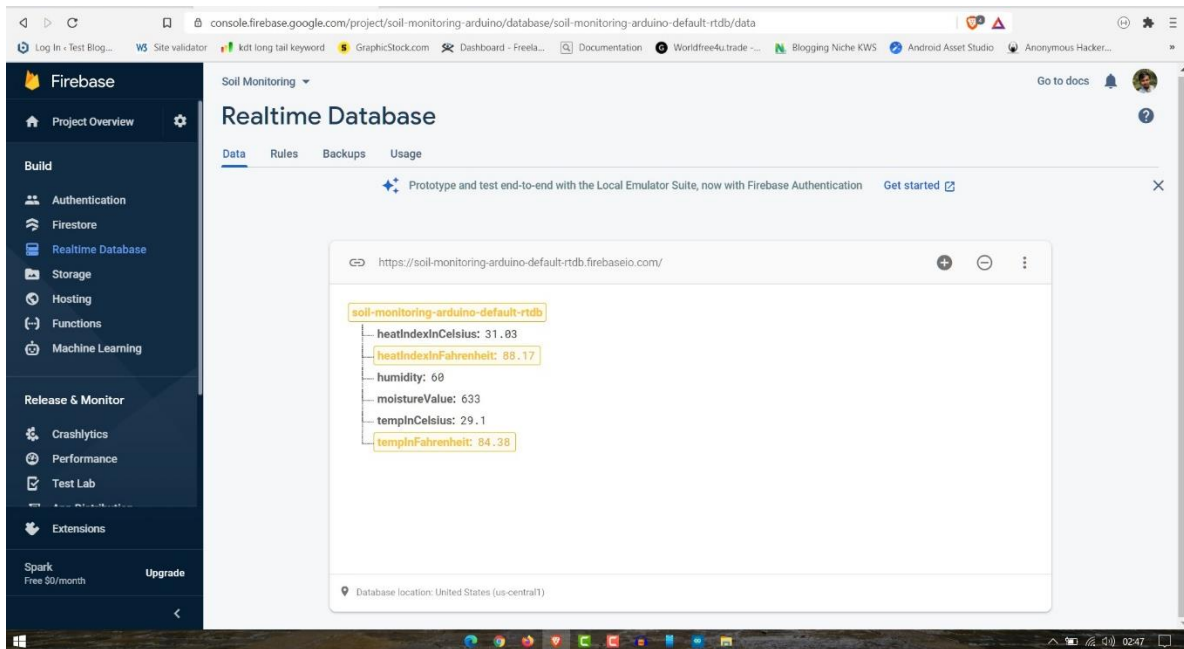 console.firebase.google.com/project/soil-monitoring-arduino/database/soil-monitoring-arduino-default-rtdb/data
Log In ‹ Test Blog... W3 Site validator kdt long tail keyword GraphicStock.com Dashboard - Freela... Documentation Worldfree4u.trade -... Blogging Niche KWS Android Asset Studio Anonymous Hacker... »
Firebase
Project Overview
Build
Authentication
Firestore
Realtime Database
Storage
Hosting
Functions
Machine Learning
Release & Monitor
Crashlytics
Performance
Test Lab
Extensions
Spark
Free $0/month
Upgrade
Soil Monitoring
Go to docs
Realtime Database
Data Rules Backups Usage
Prototype and test end-to-end with the Local Emulator Suite, now with Firebase Authentication Get started
https://soil-monitoring-arduino-default-rtdb.firebaseio.com/
soil-monitoring-arduino-default-rtdb
heatIndexInCelsius: 31.03
heatIndexInFahrenheit: 88.17
humidity: 60
moistureValue: 633
tempInCelsius: 29.1
tempInFahrenheit: 84.38
Database location: United States (us-central1)
02:47